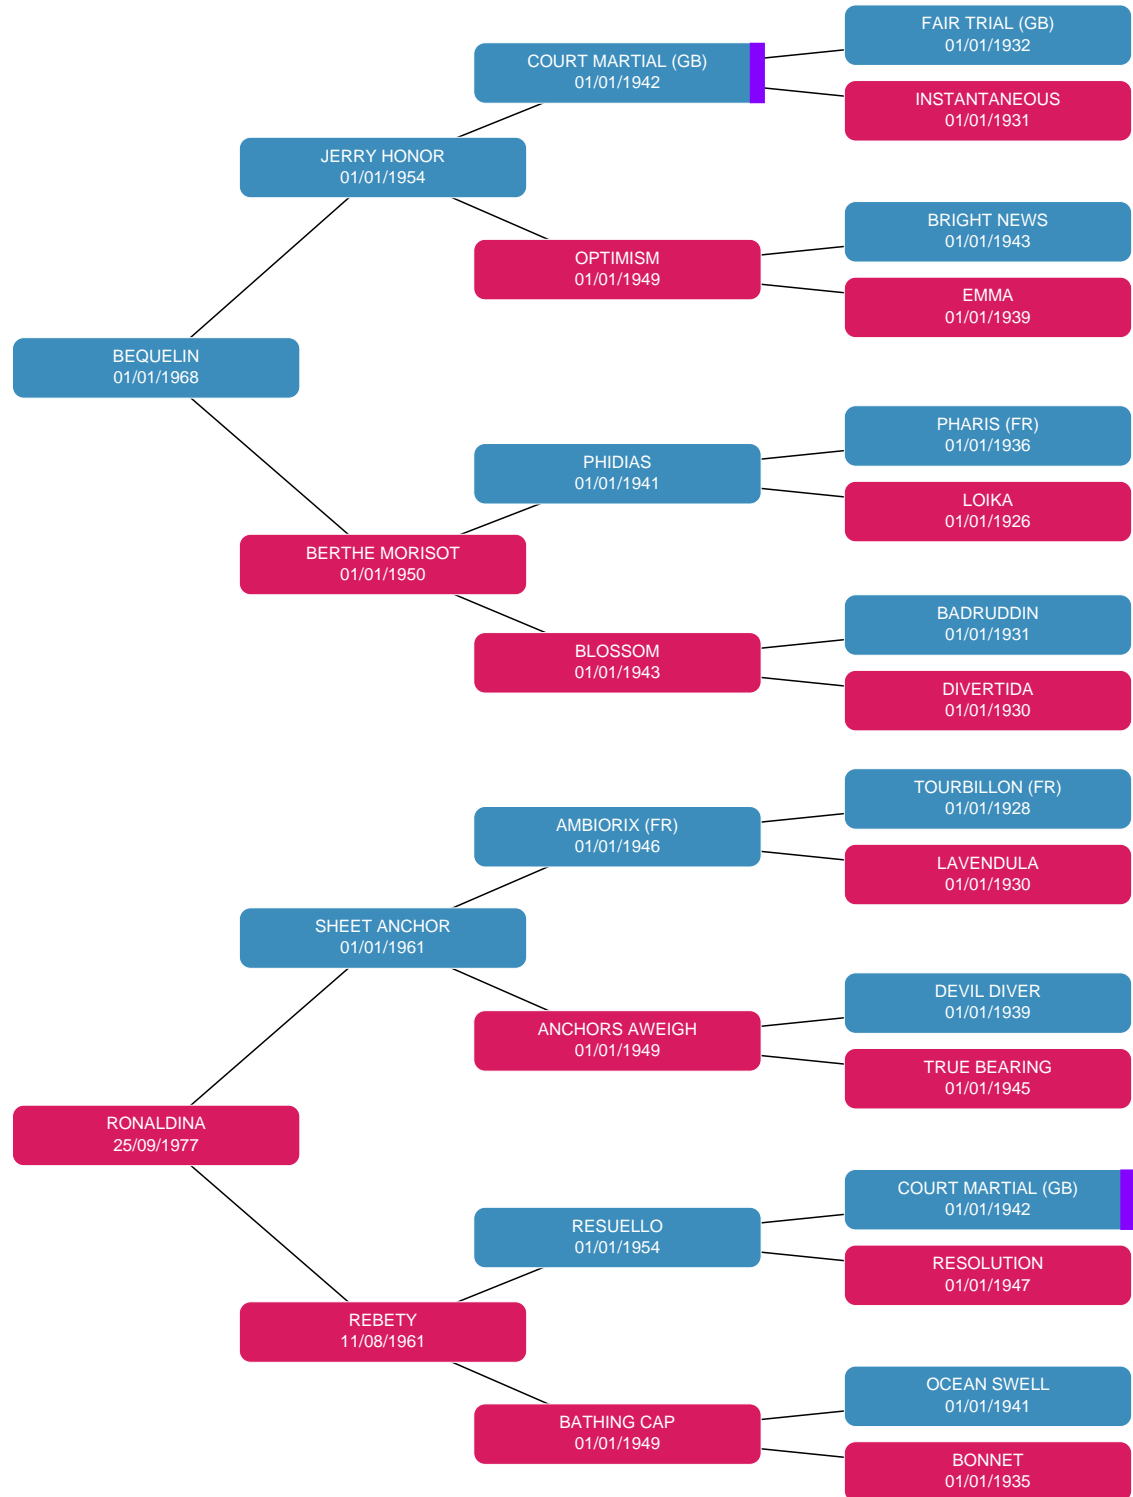 FAIR TRIAL (GB)
01/01/1932
COURT MARTIAL (GB)
01/01/1942
INSTANTANEOUS
01/01/1931
JERRY HONOR
01/01/1954
BRIGHT NEWS
01/01/1943
OPTIMISM
01/01/1949
EMMA
01/01/1939
BEQUELIN
01/01/1968
PHARIS (FR)
01/01/1936
PHIDIAS
01/01/1941
LOIKA
01/01/1926
BERTHE MORISOT
01/01/1950
BADRUDDIN
01/01/1931
BLOSSOM
01/01/1943
DIVERTIDA
01/01/1930
TOURBILLON (FR)
01/01/1928
AMBIORIX (FR)
01/01/1946
LAVENDULA
01/01/1930
SHEET ANCHOR
01/01/1961
DEVIL DIVER
01/01/1939
ANCHORS AWEIGH
01/01/1949
TRUE BEARING
01/01/1945
RONALDINA
25/09/1977
COURT MARTIAL (GB)
01/01/1942
RESUELLO
01/01/1954
RESOLUTION
01/01/1947
REBETY
11/08/1961
OCEAN SWELL
01/01/1941
BATHING CAP
01/01/1949
BONNET
01/01/1935